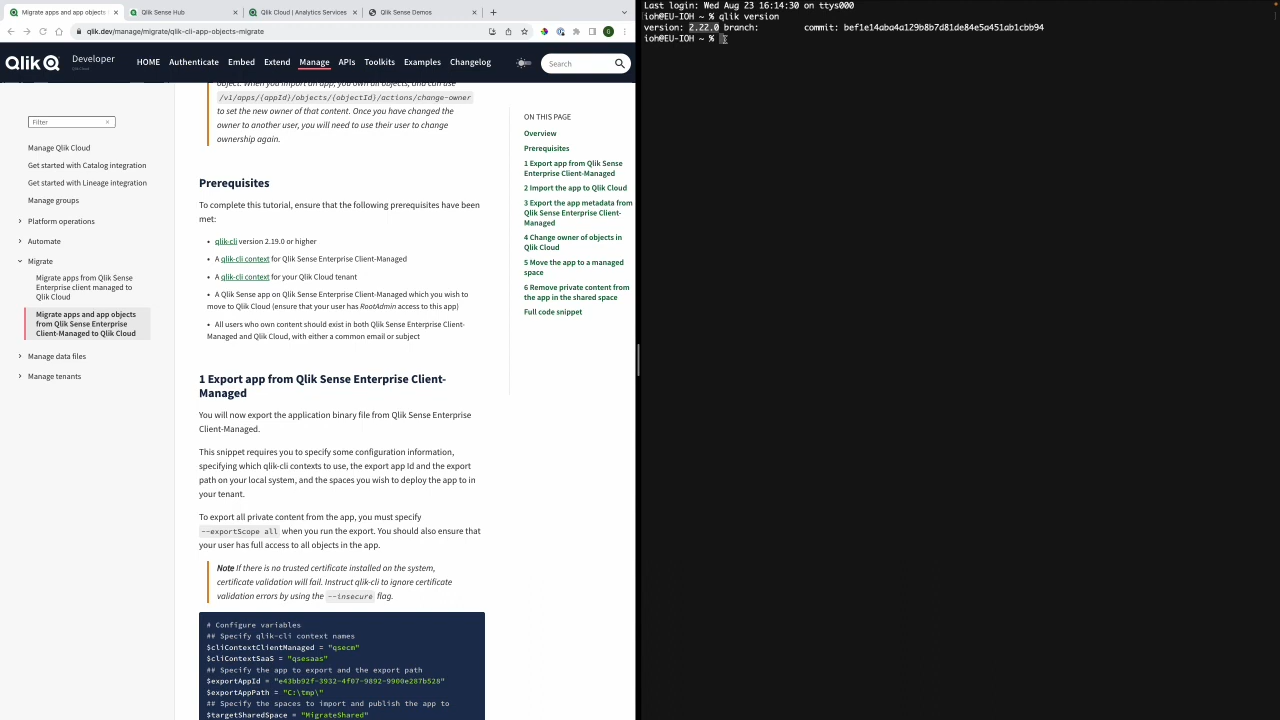 Migrate apps and app objects
Qlik Sense Hub
Qlik Cloud | Analytics Services
Qlik Sense Demos
qlik.dev/manage/migrate/qlik-cli-app-objects-migrate
Qlik
Developer
HOME
Authenticate
Embed
Extend
Manage
APIs
Toolkits
Examples
Changelog
Search
Filter
Manage Qlik Cloud
Get started with Catalog integration
Get started with Lineage integration
Manage groups
Platform operations
Automate
Migrate
Migrate apps from Qlik Sense
Enterprise client managed to
Qlik Cloud
Migrate apps and app objects
from Qlik Sense Enterprise
Client-Managed to Qlik Cloud
Manage data files
Manage tenants
object. When you import an app, you own all objects, and can use
/v1/apps/{appId}/objects/{objectId}/actions/change-owner
to set the new owner of that content. Once you have changed the
owner to another user, you will need to use their user to change
ownership again.
Prerequisites
To complete this tutorial, ensure that the following prerequisites have been
met:
• qlik-cli version 2.19.0 or higher
• A qlik-cli context for Qlik Sense Enterprise Client-Managed
• A qlik-cli context for your Qlik Cloud tenant
• A Qlik Sense app on Qlik Sense Enterprise Client-Managed which you wish to
move to Qlik Cloud (ensure that your user has RootAdmin access to this app)
• All users who own content should exist in both Qlik Sense Enterprise Client-
Managed and Qlik Cloud, with either a common email or subject
1 Export app from Qlik Sense Enterprise Client-
Managed
You will now export the application binary file from Qlik Sense Enterprise
Client-Managed.
This snippet requires you to specify some configuration information,
specifying which qlik-cli contexts to use, the export app Id and the export
path on your local system, and the spaces you wish to deploy the app to in
your tenant.
To export all private content from the app, you must specify
--exportScope all when you run the export. You should also ensure that
your user has full access to all objects in the app.
Note If there is no trusted certificate installed on the system,
certificate validation will fail. Instruct qlik-cli to ignore certificate
validation errors by using the --insecure flag.
# Configure variables
## Specify qlik-cli context names
$cliContextClientManaged = "qsecm"
$cliContextSaaS = "qsesaas"
## Specify the app to export and the export path
$exportAppId = "e43bb92f-3932-4f07-9892-9900e287b528"
$exportAppPath = "C:\tmp\"
## Specify the spaces to import and publish the app to
$targetSharedSpace = "MigrateShared"
ON THIS PAGE
Overview
Prerequisites
1 Export app from Qlik Sense
Enterprise Client-Managed
2 Import the app to Qlik Cloud
3 Export the app metadata from
Qlik Sense Enterprise Client-
Managed
4 Change owner of objects in
Qlik Cloud
5 Move the app to a managed
space
6 Remove private content from
the app in the shared space
Full code snippet
Last login: Wed Aug 23 16:14:30 on ttys000
ioh@EU-IOH ~ % qlik version
version: 2.22.0 branch: commit: bef1e14aba4a129b8b7d81de84e5a451ab1cbb94
ioh@EU-IOH ~ %